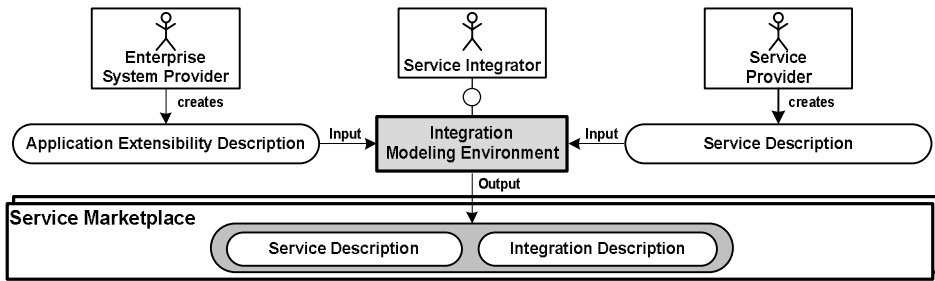 Enterprise
System Provider
Service Integrator
Service
Provider
creates
creates
Application Extensibility Description
Input
Integration
Modeling Environment
Input
Service Description
Output
Service Marketplace
Service Description
Integration Description